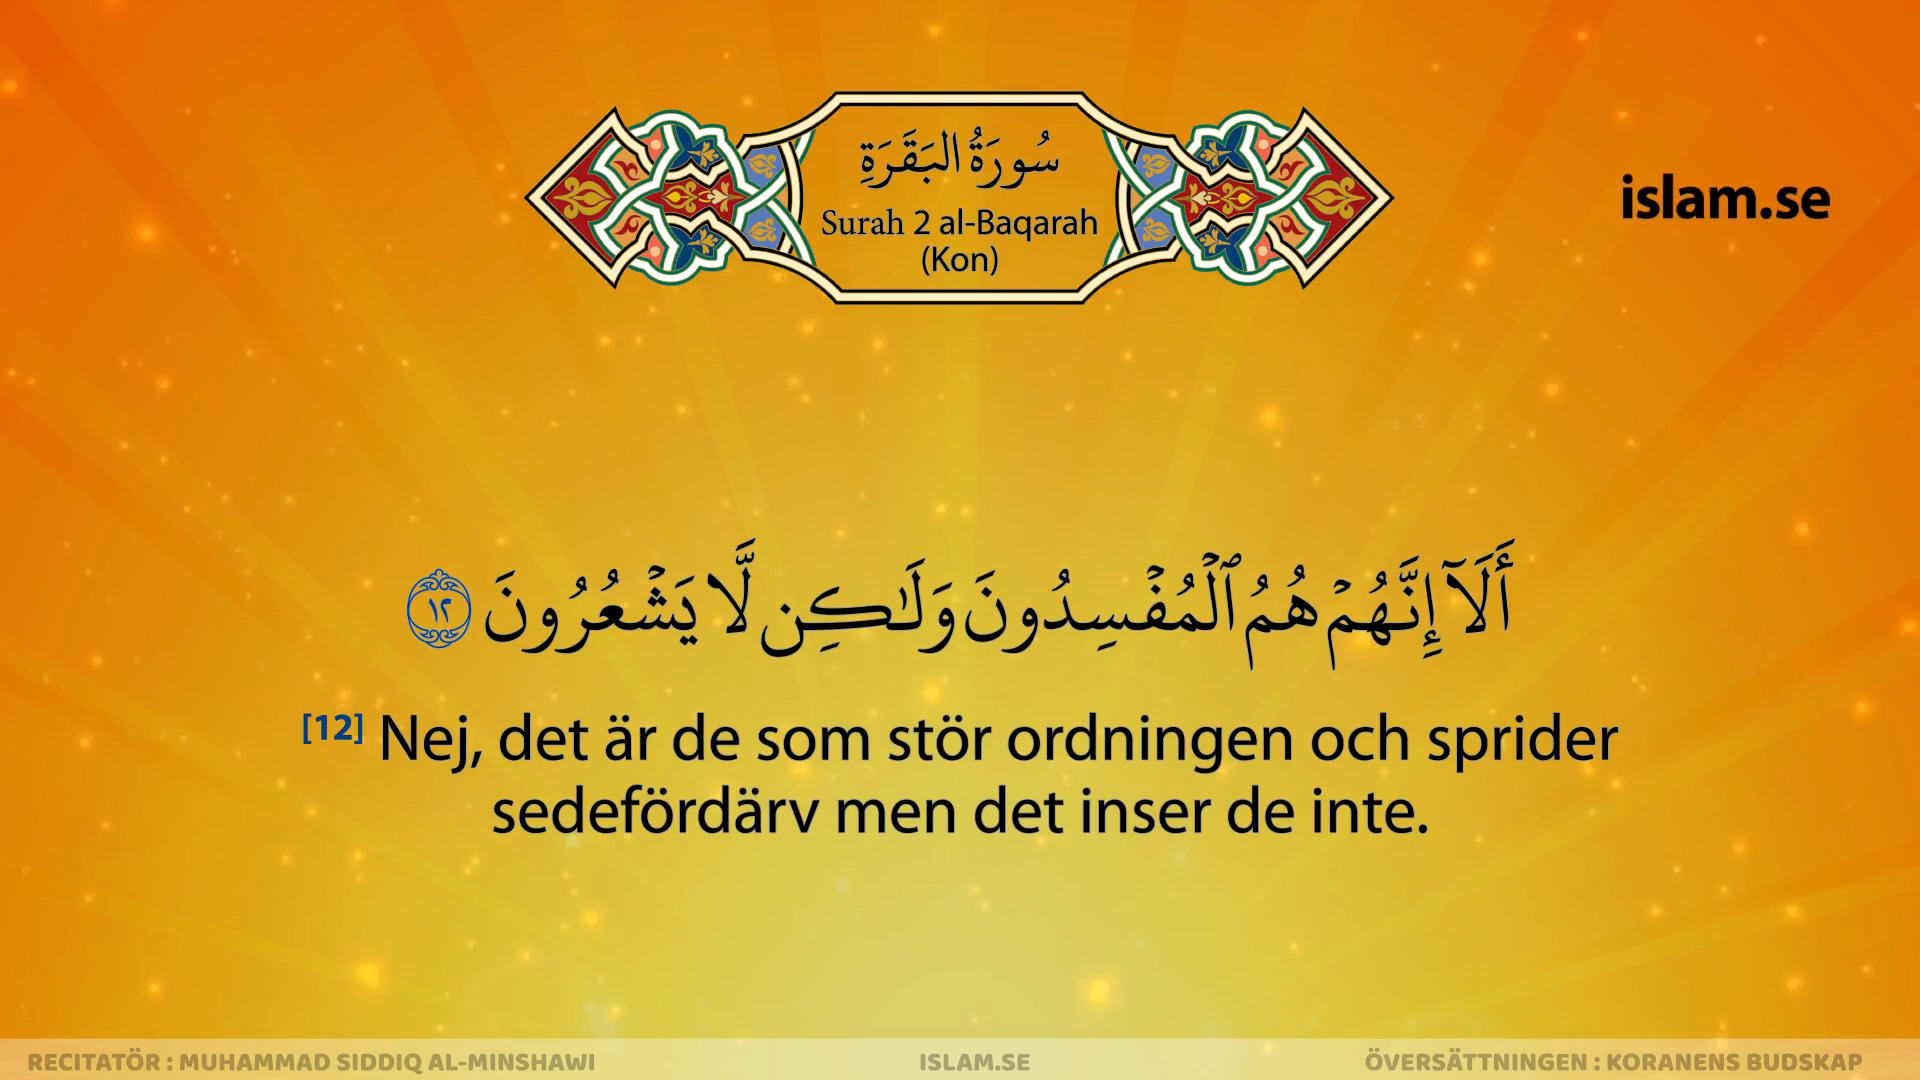 سُورَةُ البَقَرَةِ
Surah 2 al-Baqarah
(Kon)
islam.se
أَلَآ إِنَّهُمْ هُمُ ٱلْمُفْسِدُونَ وَلَـٰكِن لَّا يَشْعُرُونَ ١٢
[12] Nej, det är de som stör ordningen och sprider
sedefördärv men det inser de inte.
RECITATÖR : MUHAMMAD SIDDIQ AL-MINSHAWI
ISLAM.SE
ÖVERSÄTTNINGEN : KORANENS BUDSKAP